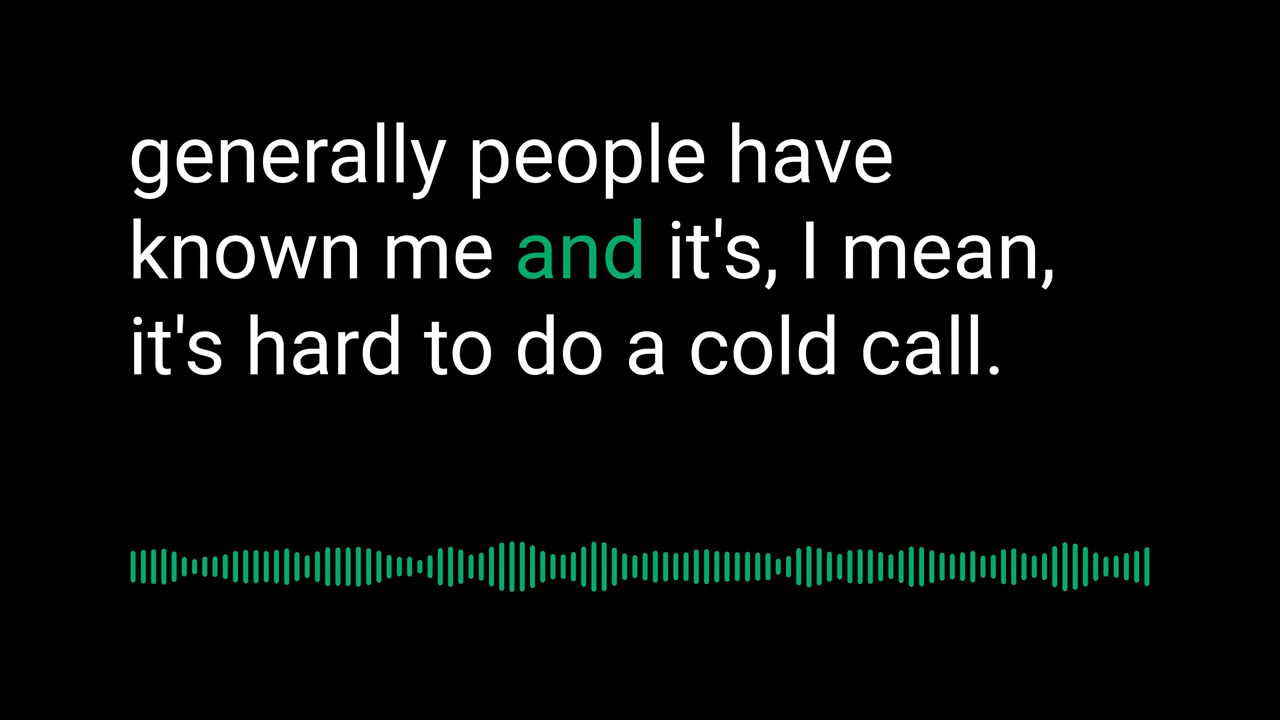 generally people have
known me and it's, I mean,
it's hard to do a cold call.